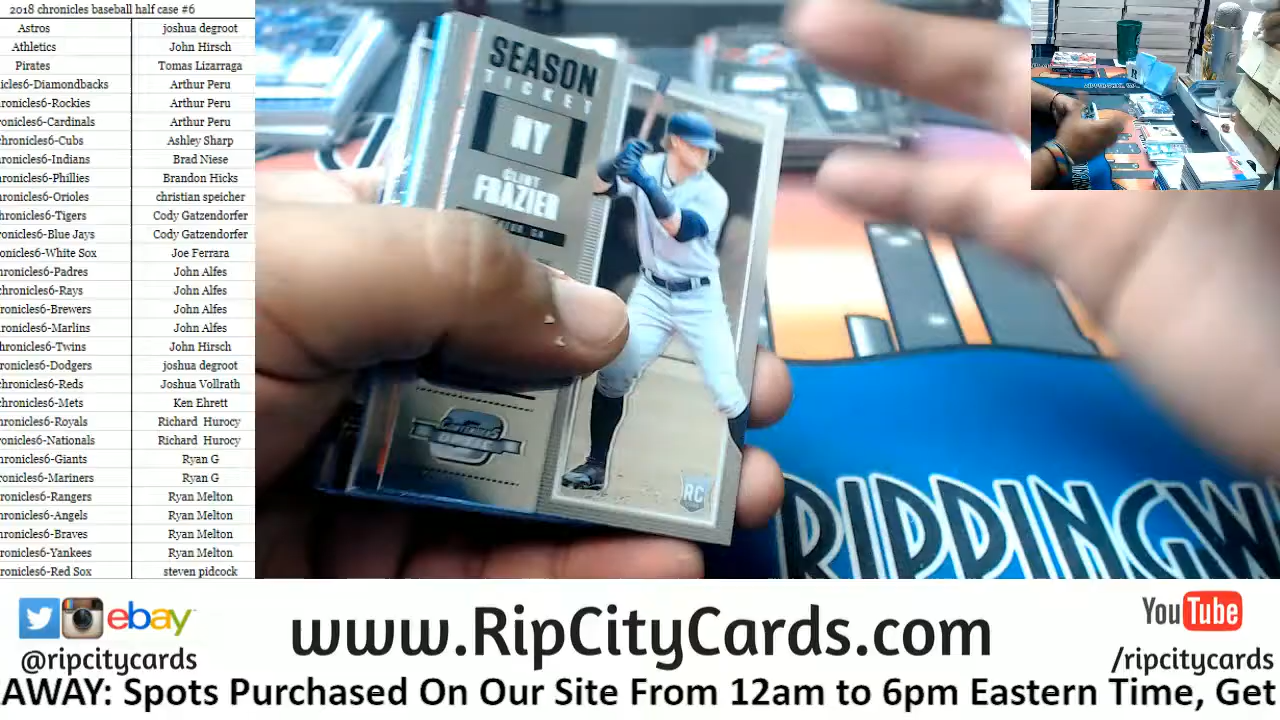 2018 chronicles baseball half case #6
Astros joshua degroot
Athletics John Hirsch
Pirates Tomas Lizarraga
icles6-Diamondbacks Arthur Peru
ronicles6-Rockies Arthur Peru
ronicles6-Cardinals Arthur Peru
chronicles6-Cubs Ashley Sharp
ronicles6-Indians Brad Niese
ronicles6-Phillies Brandon Hicks
ronicles6-Orioles christian speicher
ronicles6-Tigers Cody Gatzendorfer
ronicles6-Blue Jays Cody Gatzendorfer
onicles6-White Sox Joe Ferrara
ronicles6-Padres John Alfes
chronicles6-Rays John Alfes
ronicles6-Brewers John Alfes
ronicles6-Marlins John Alfes
hronicles6-Twins John Hirsch
ronicles6-Dodgers joshua degroot
chronicles6-Reds Joshua Vollrath
chronicles6-Mets Ken Ehrett
ronicles6-Royals Richard Hurocy
onicles6-Nationals Richard Hurocy
ronicles6-Giants Ryan G
ronicles6-Mariners Ryan G
ronicles6-Rangers Ryan Melton
ronicles6-Angels Ryan Melton
ronicles6-Braves Ryan Melton
ronicles6-Yankees Ryan Melton
ronicles6-Red Sox steven pidcock
SEASON
TICKET
NY
CLINT
FRAZIER
RC
RIPPINGW
ebay
@ripcitycards
www.RipCityCards.com
YouTube
/ripcitycards
AWAY: Spots Purchased On Our Site From 12am to 6pm Eastern Time, Get